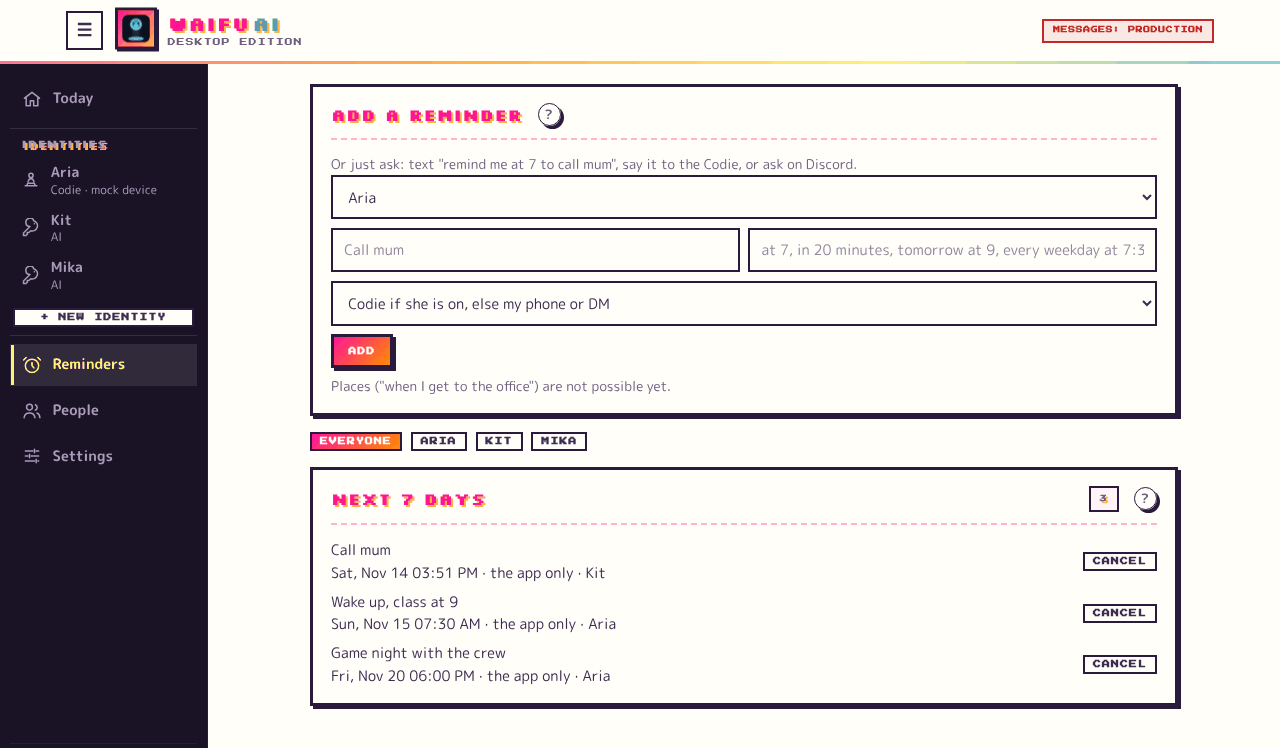 ☰
WAIFU AI
DESKTOP EDITION
MESSAGES: PRODUCTION
Today
IDENTITIES
Aria
Codie · mock device
Kit
AI
Mika
AI
+ NEW IDENTITY
Reminders
People
Settings
ADD A REMINDER ?
Or just ask: text "remind me at 7 to call mum", say it to the Codie, or ask on Discord.
Aria
Call mum
at 7, in 20 minutes, tomorrow at 9, every weekday at 7:3
Codie if she is on, else my phone or DM
ADD
Places ("when I get to the office") are not possible yet.
EVERYONE ARIA KIT MIKA
NEXT 7 DAYS 3 ?
Call mum
Sat, Nov 14 03:51 PM · the app only · Kit
CANCEL
Wake up, class at 9
Sun, Nov 15 07:30 AM · the app only · Aria
CANCEL
Game night with the crew
Fri, Nov 20 06:00 PM · the app only · Aria
CANCEL